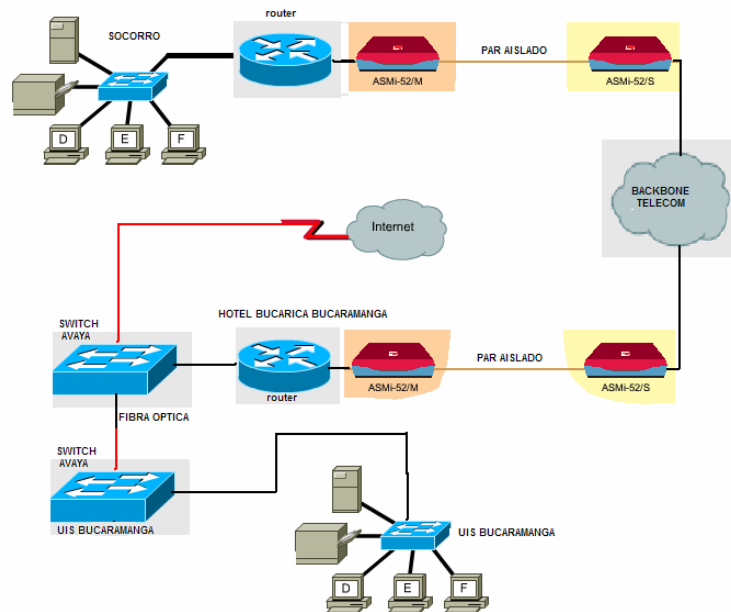 router
SOCORRO
PAR AISLADO
ASMi-52/M
ASMi-52/S
D E F
BACKBONE
TELECOM
Internet
HOTEL BUCARICA BUCARAMANGA
SWITCH
AVAYA
PAR AISLADO
router
ASMi-52/M
ASMi-52/S
FIBRA OPTICA
SWITCH
AVAYA
UIS BUCARAMANGA
UIS BUCARAMANGA
D E F